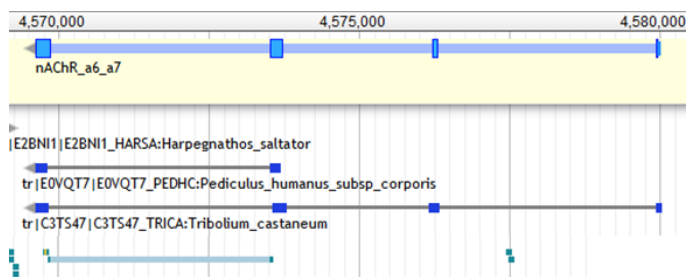 4,570,000 4,575,000 4,580,000
nAChR_a6_a7
|E2BNI1|E2BNI1_HARSA:Harpegnathos_saltator
tr|E0VQT7|E0VQT7_PEDHC:Pediculus_humanus_subsp_corporis
tr|C3TS47|C3TS47_TRICA:Tribolium_castaneum